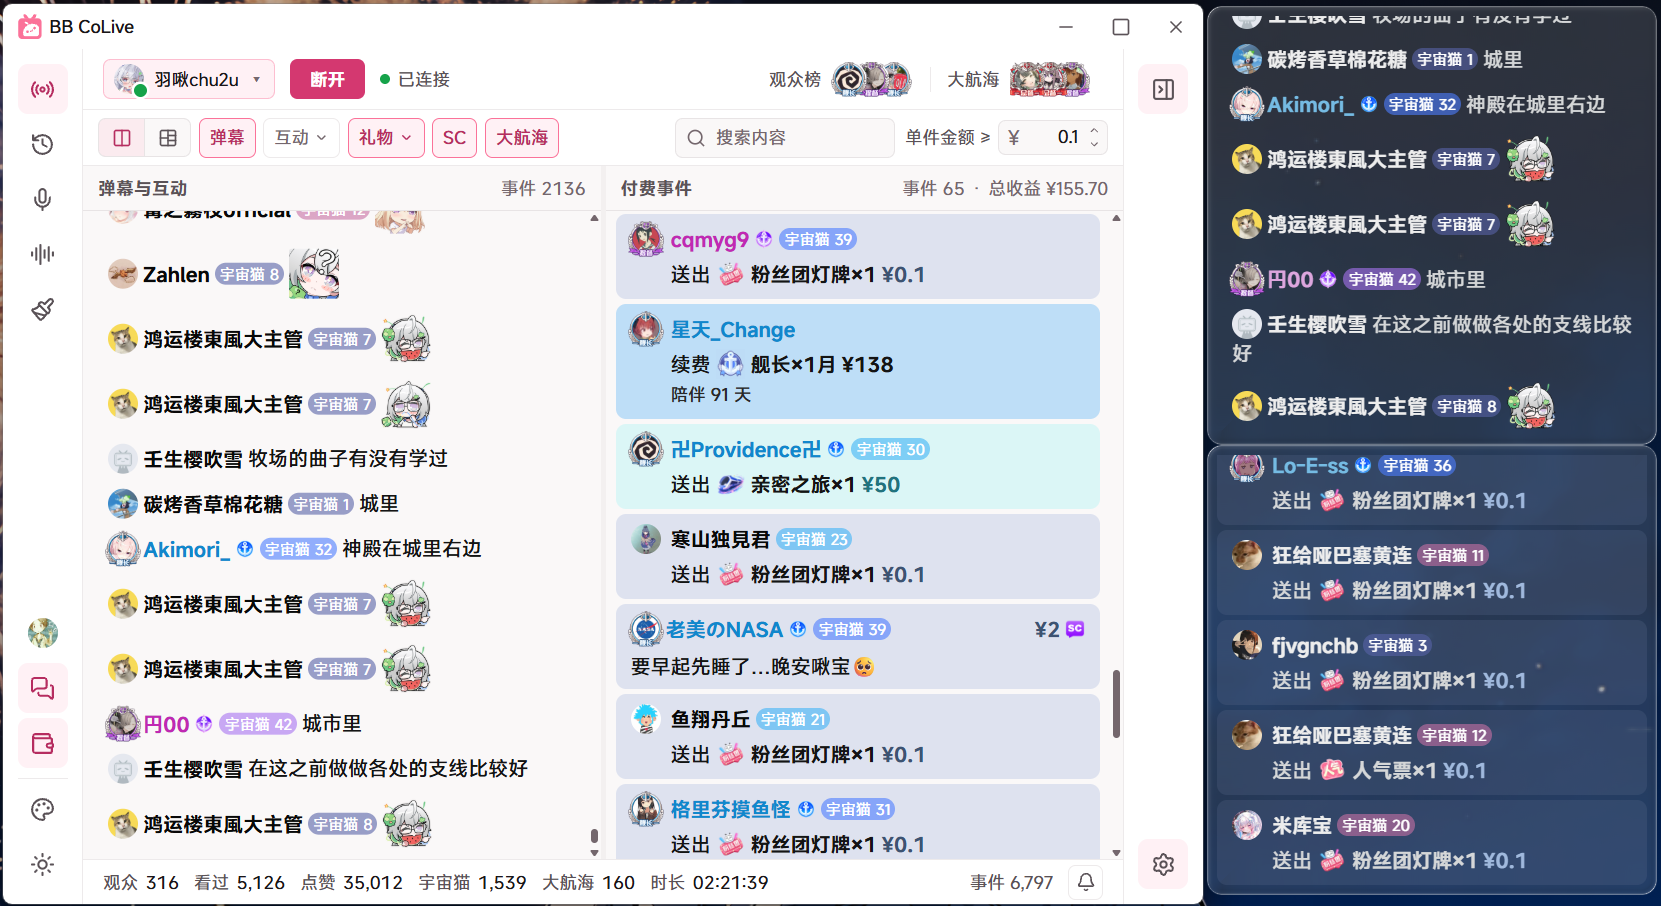 BB CoLive
羽啾chu2u
断开
已连接
观众榜
大航海
弹幕
互动
礼物
SC
大航海
搜索内容
单件金额 ≥
¥ 0.1
弹幕与互动
事件 2136
宇宙猫 12
Zahlen 宇宙猫 8
鸿运楼東風大主管 宇宙猫 7
鸿运楼東風大主管 宇宙猫 7
壬生樱吹雪 牧场的曲子有没有学过
碳烤香草棉花糖 宇宙猫 1 城里
Akimori_ 宇宙猫 32 神殿在城里右边
鸿运楼東風大主管 宇宙猫 7
鸿运楼東風大主管 宇宙猫 7
円00 宇宙猫 42 城市里
壬生樱吹雪 在这之前做做各处的支线比较好
鸿运楼東風大主管 宇宙猫 8
付费事件
事件 65 · 总收益 ¥155.70
cqmyg9 宇宙猫 39
送出 粉丝团灯牌×1 ¥0.1
星天_Change
续费 舰长×1月 ¥138
陪伴 91 天
卍Providence卍 宇宙猫 30
送出 亲密之旅×1 ¥50
寒山独見君 宇宙猫 23
送出 粉丝团灯牌×1 ¥0.1
老美のNASA 宇宙猫 39 ¥2 SC
要早起先睡了...晚安啾宝🥺
鱼翔丹丘 宇宙猫 21
送出 粉丝团灯牌×1 ¥0.1
格里芬摸鱼怪 宇宙猫 31
送出 粉丝团灯牌×1 ¥0.1
观众 316 看过 5,126 点赞 35,012 宇宙猫 1,539 大航海 160 时长 02:21:39
事件 6,797
壬生樱吹雪 牧场的曲子有没有学过
碳烤香草棉花糖 宇宙猫 1 城里
Akimori_ 宇宙猫 32 神殿在城里右边
鸿运楼東風大主管 宇宙猫 7
鸿运楼東風大主管 宇宙猫 7
円00 宇宙猫 42 城市里
壬生樱吹雪 在这之前做做各处的支线比较
好
鸿运楼東風大主管 宇宙猫 8
Lo-E-ss 宇宙猫 36
送出 粉丝团灯牌×1 ¥0.1
狂给哑巴塞黄连 宇宙猫 11
送出 粉丝团灯牌×1 ¥0.1
fjvgnchb 宇宙猫 3
送出 粉丝团灯牌×1 ¥0.1
狂给哑巴塞黄连 宇宙猫 12
送出 人气票×1 ¥0.1
米库宝 宇宙猫 20
送出 粉丝团灯牌×1 ¥0.1